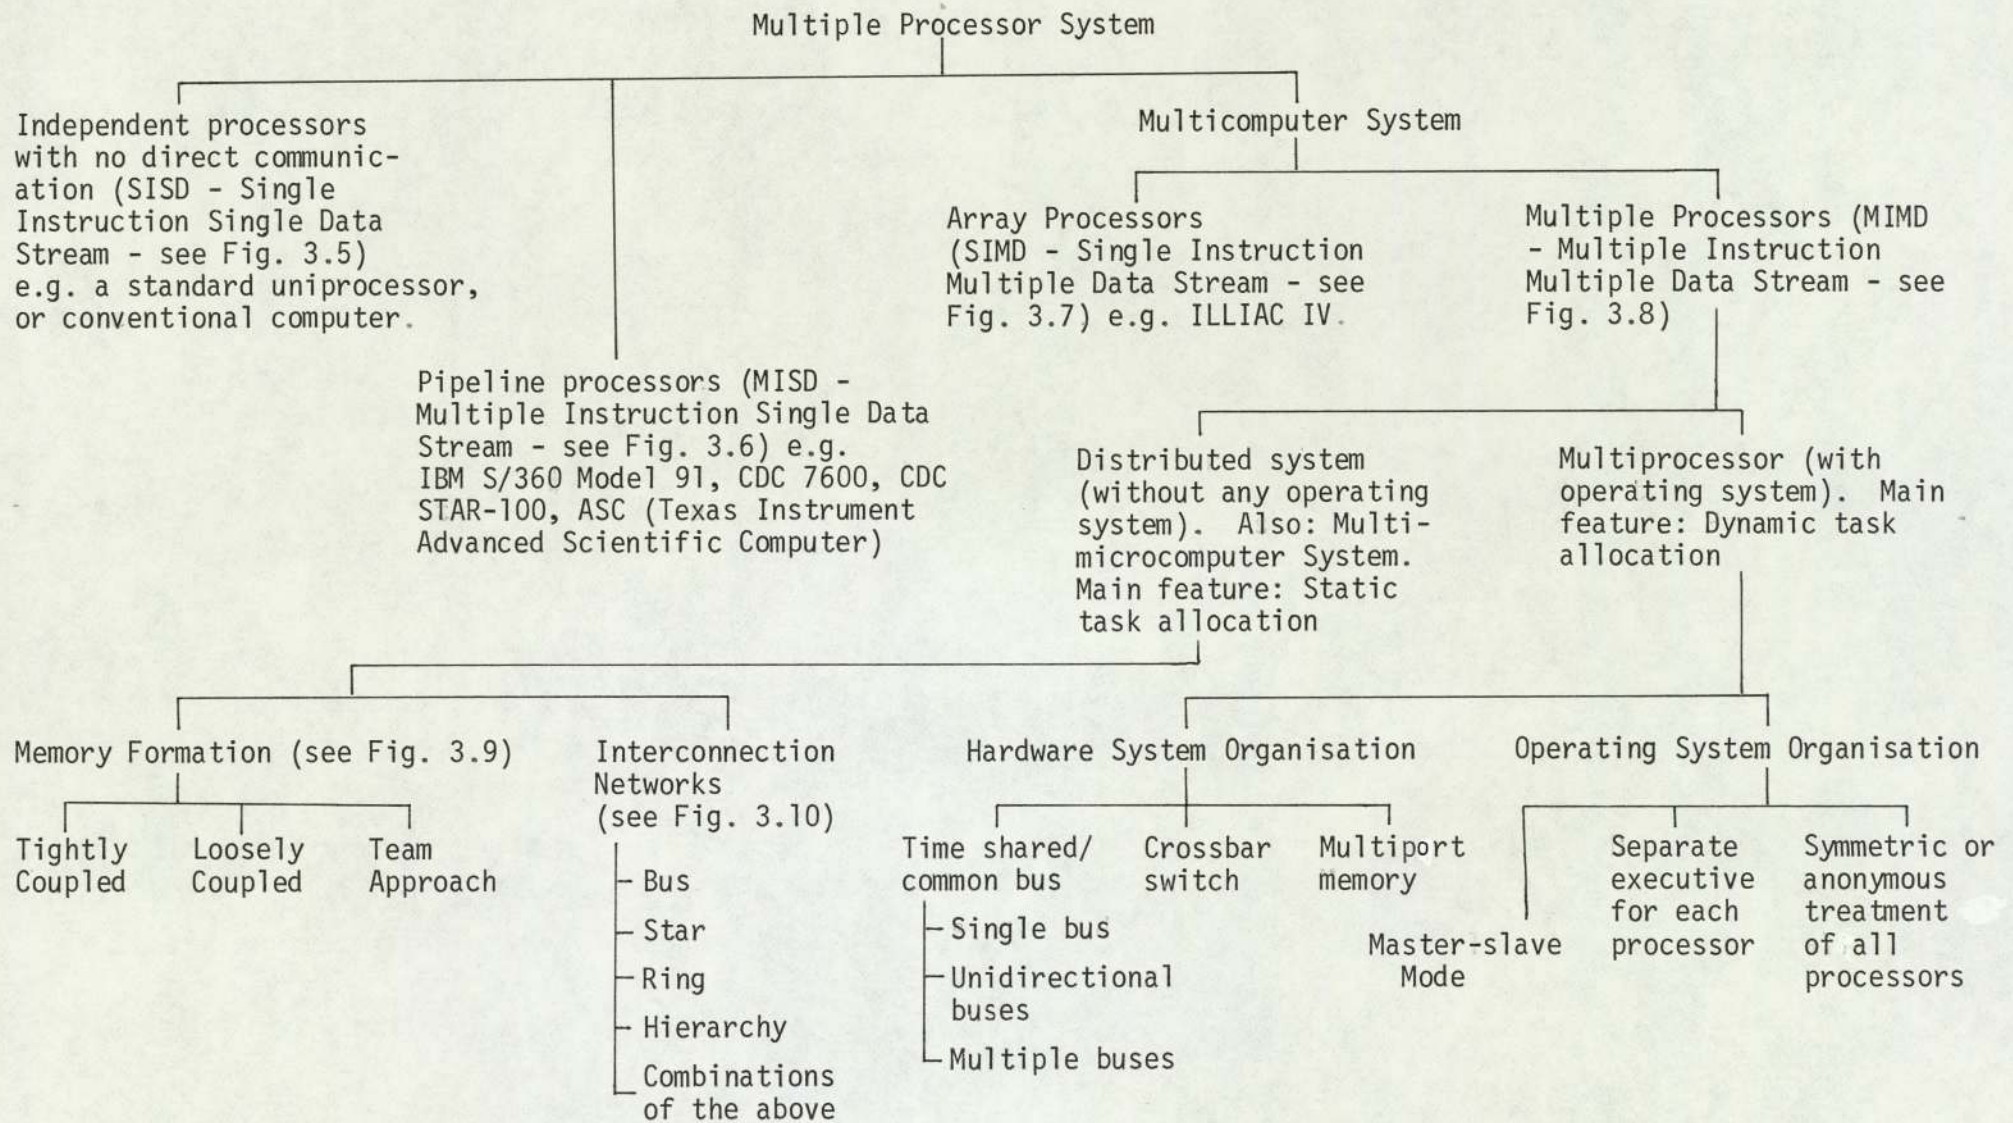 Multiple Processor System
Independent processors
with no direct communic-
ation (SISD - Single
Instruction Single Data
Stream - see Fig. 3.5)
e.g. a standard uniprocessor,
or conventional computer.
Multicomputer System
Array Processors
(SIMD - Single Instruction
Multiple Data Stream - see
Fig. 3.7) e.g. ILLIAC IV.
Multiple Processors (MIMD
- Multiple Instruction
Multiple Data Stream - see
Fig. 3.8)
Pipeline processors (MISD -
Multiple Instruction Single Data
Stream - see Fig. 3.6) e.g.
IBM S/360 Model 91, CDC 7600, CDC
STAR-100, ASC (Texas Instrument
Advanced Scientific Computer)
Distributed system
(without any operating
system). Also: Multi-
microcomputer System.
Main feature: Static
task allocation
Multiprocessor (with
operating system). Main
feature: Dynamic task
allocation
Memory Formation (see Fig. 3.9)
Tightly
Coupled
Loosely
Coupled
Team
Approach
Interconnection
Networks
(see Fig. 3.10)
Bus
Star
Ring
Hierarchy
Combinations
of the above
Hardware System Organisation
Time shared/
common bus
Single bus
Unidirectional
buses
Multiple buses
Crossbar
switch
Multiport
memory
Operating System Organisation
Master-slave
Mode
Separate
executive
for each
processor
Symmetric or
anonymous
treatment
of all
processors